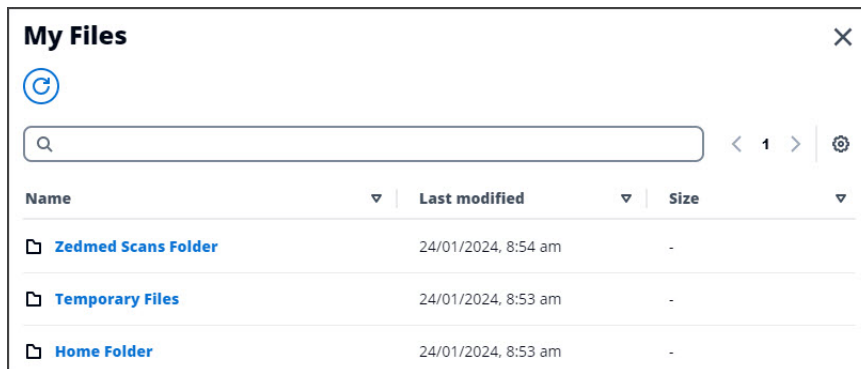 My Files
1
Name Last modified Size
Zedmed Scans Folder 24/01/2024, 8:54 am -
Temporary Files 24/01/2024, 8:53 am -
Home Folder 24/01/2024, 8:53 am -